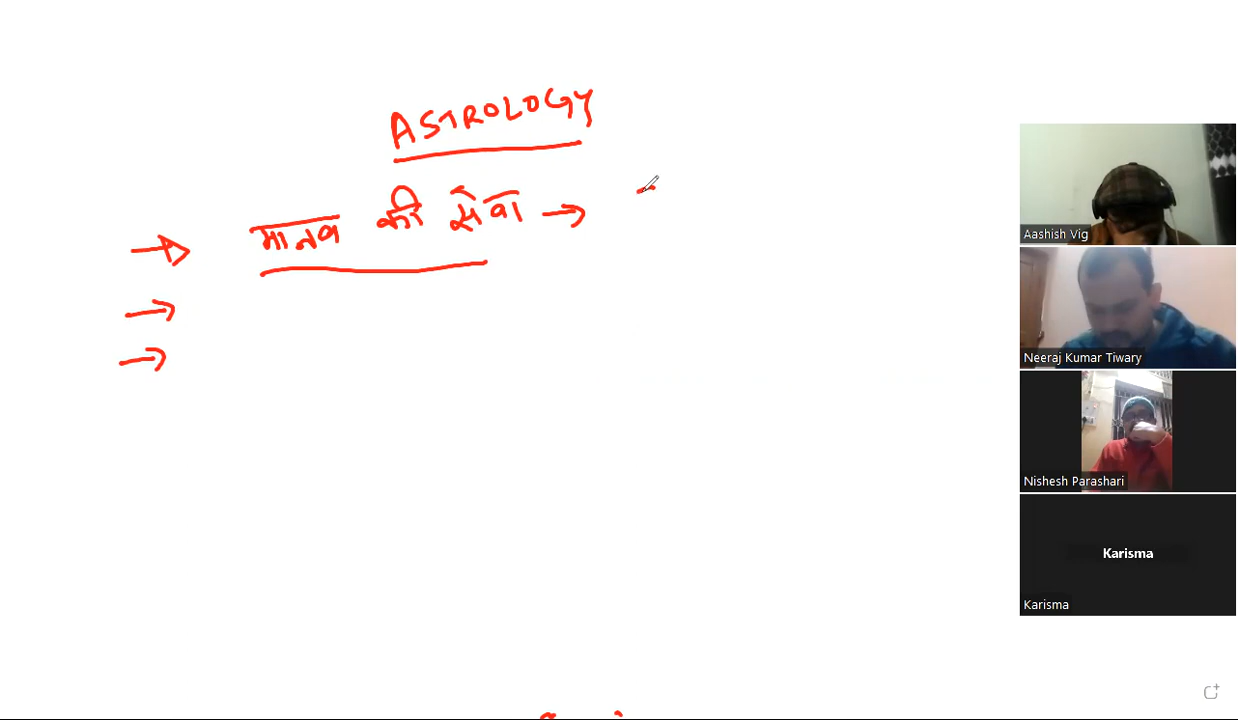 ASTROLOGY
→ मानव की सेवा →
→
→
Aashish Vig
Neeraj Kumar Tiwary
Nishesh Parashari
Karisma
Karisma